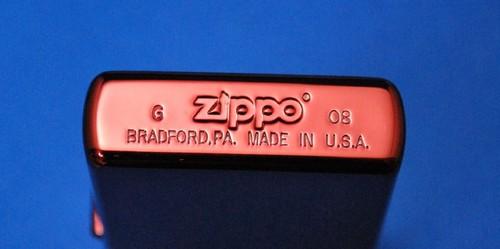 G zippo 08
BRADFORD,PA. MADE IN U.S.A.